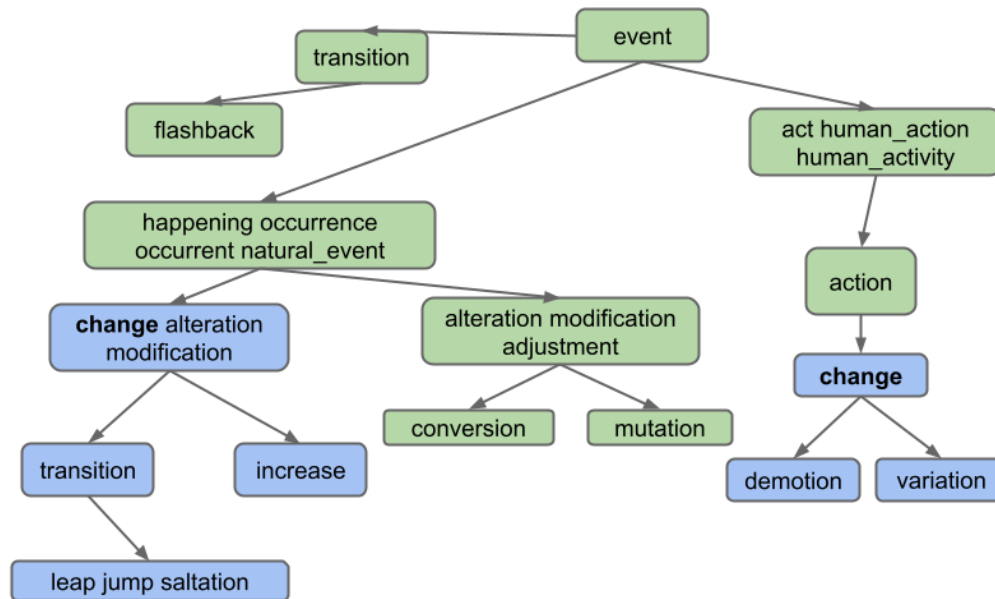 event
transition
flashback
act human_action
human_activity
happening occurrence
occurrent natural_event
action
change alteration
modification
alteration modification
adjustment
change
conversion
mutation
transition
increase
demotion
variation
leap jump saltation